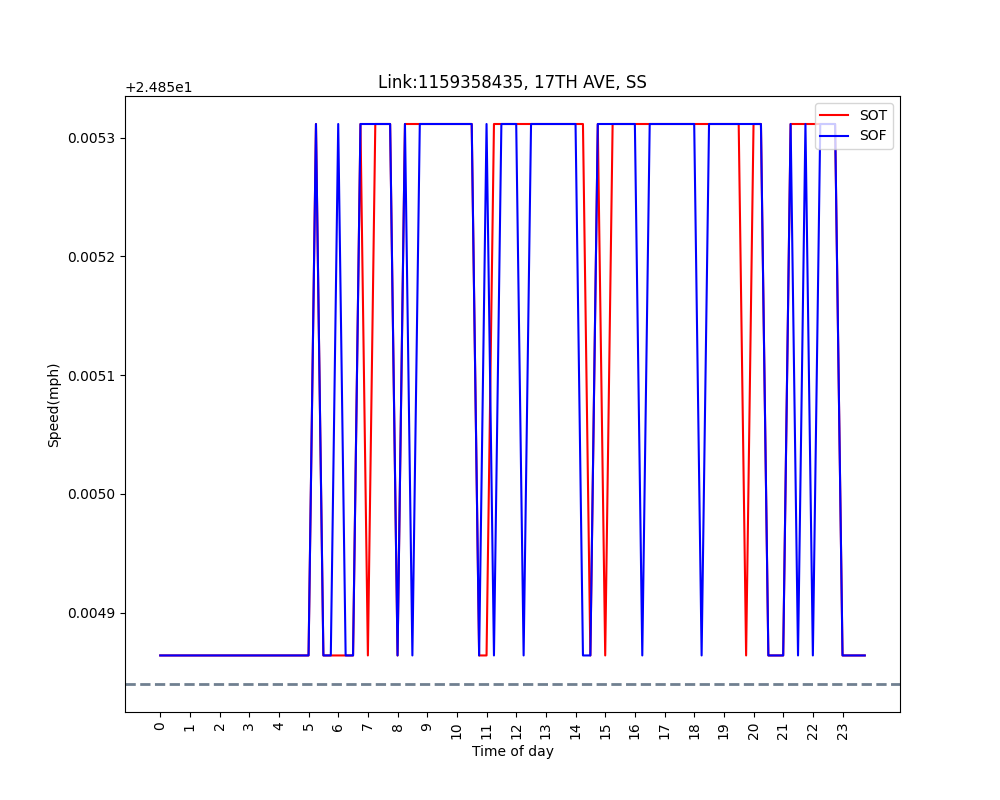 Link:1159358435, 17TH AVE, SS
+2.485e1
SOT
SOF
0.0053
0.0052
0.0051
0.0050
0.0049
Speed(mph)
0 1 2 3 4 5 6 7 8 9 10 11 12 13 14 15 16 17 18 19 20 21 22 23
Time of day